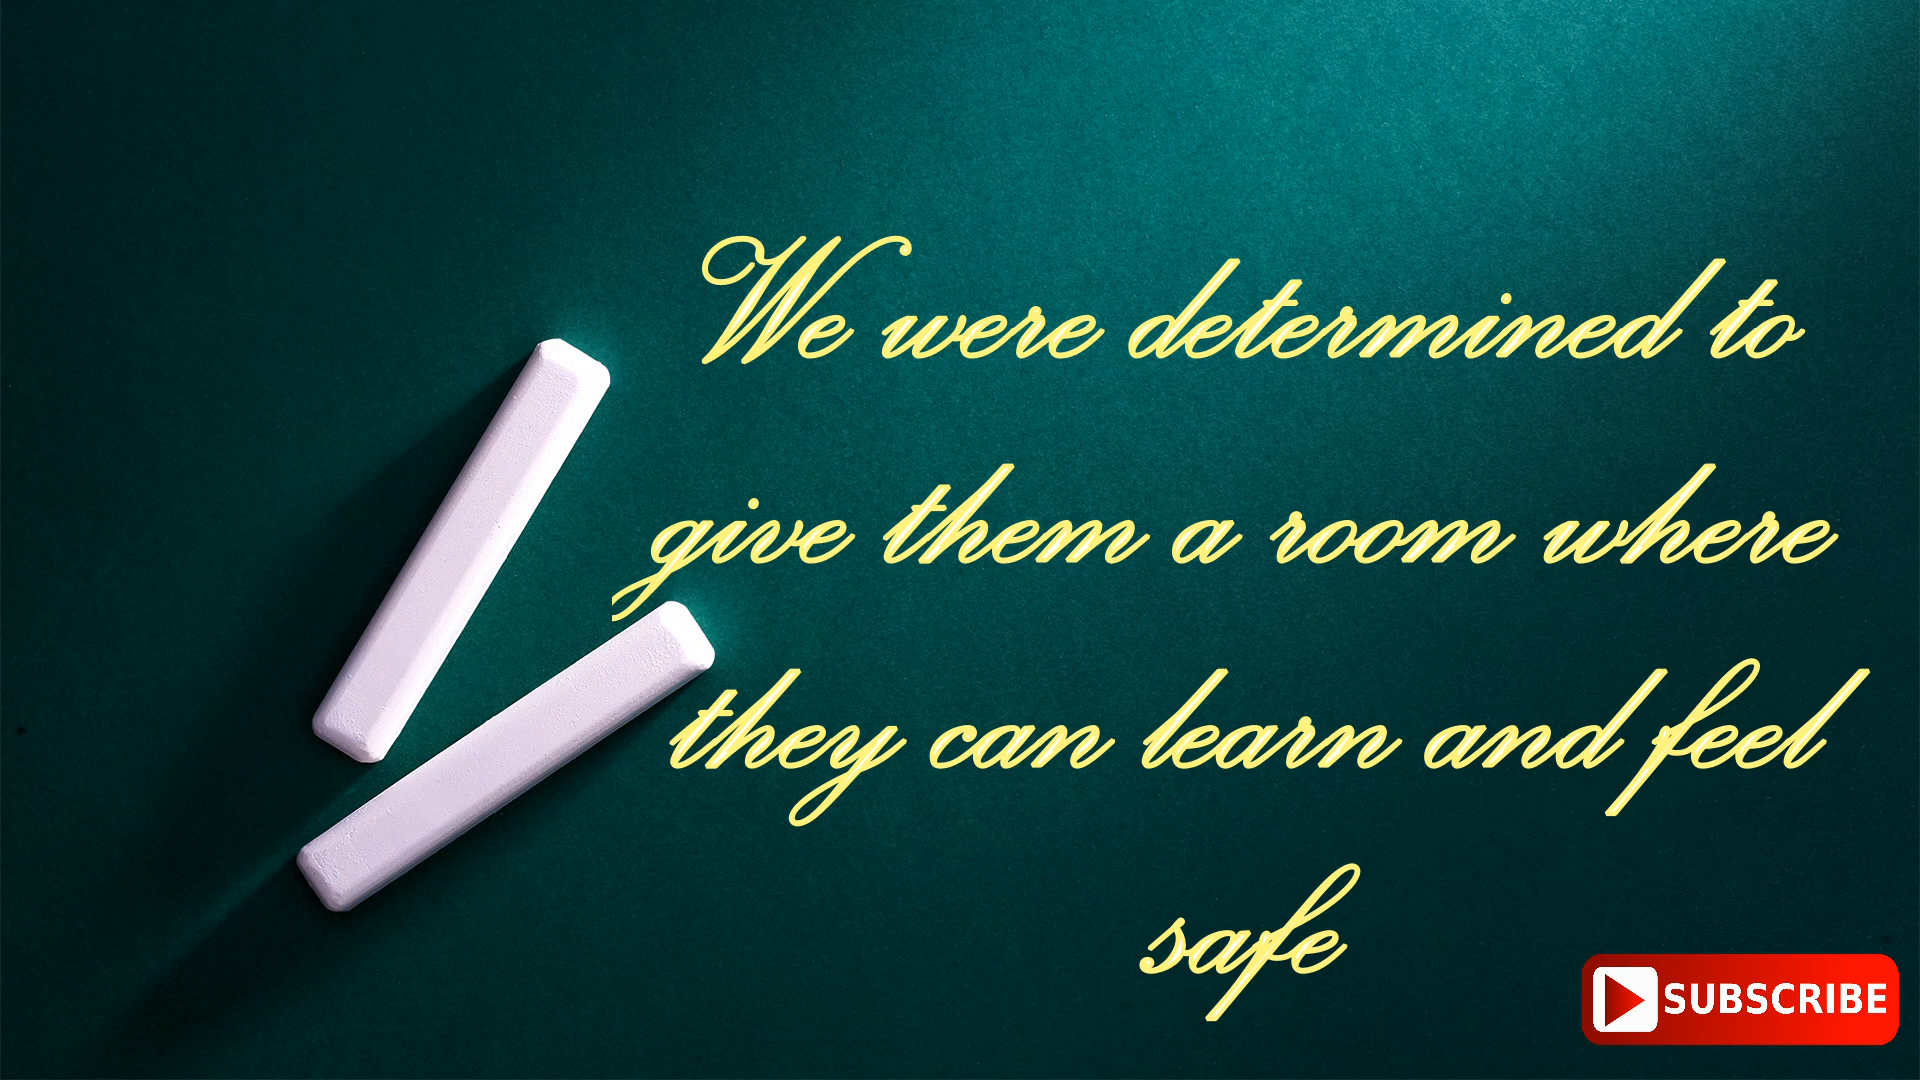 We were determined to
give them a room where
they can learn and feel
safe
SUBSCRIBE